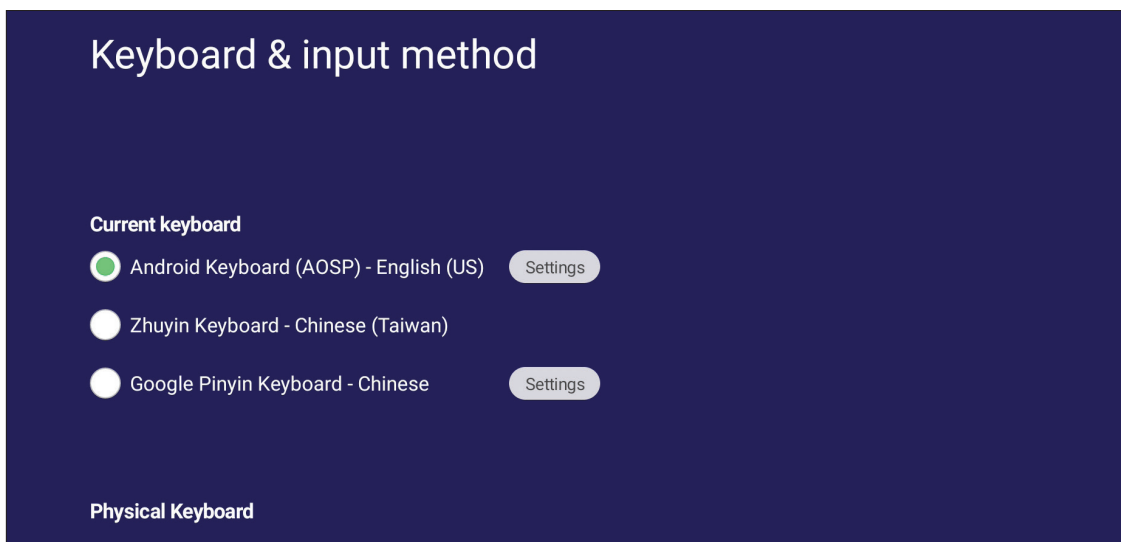 Keyboard & input method
Current keyboard
Android Keyboard (AOSP) - English (US) Settings
Zhuyin Keyboard - Chinese (Taiwan)
Google Pinyin Keyboard - Chinese Settings
Physical Keyboard